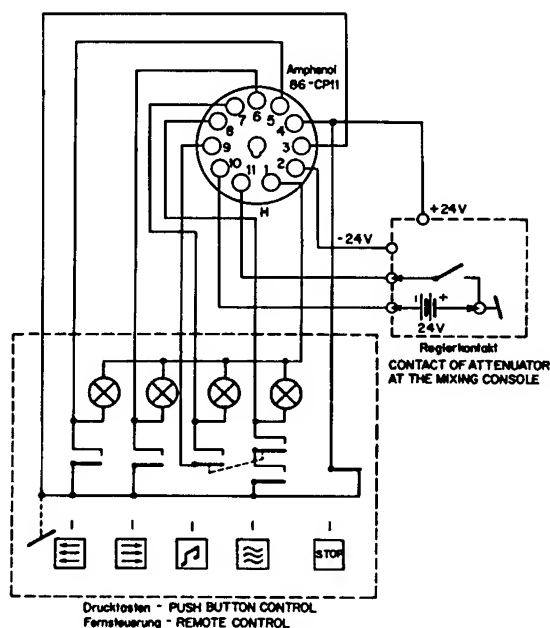 Amphenol
86-CP11
6
7
5
8
4
9
3
10
2
11
1
H
+24V
-24V
- +
24V
Reglerkontakt
CONTACT OF ATTENUATOR
AT THE MIXING CONSOLE
STOP
Drucktasten - PUSH BUTTON CONTROL
Fernsteuerung - REMOTE CONTROL